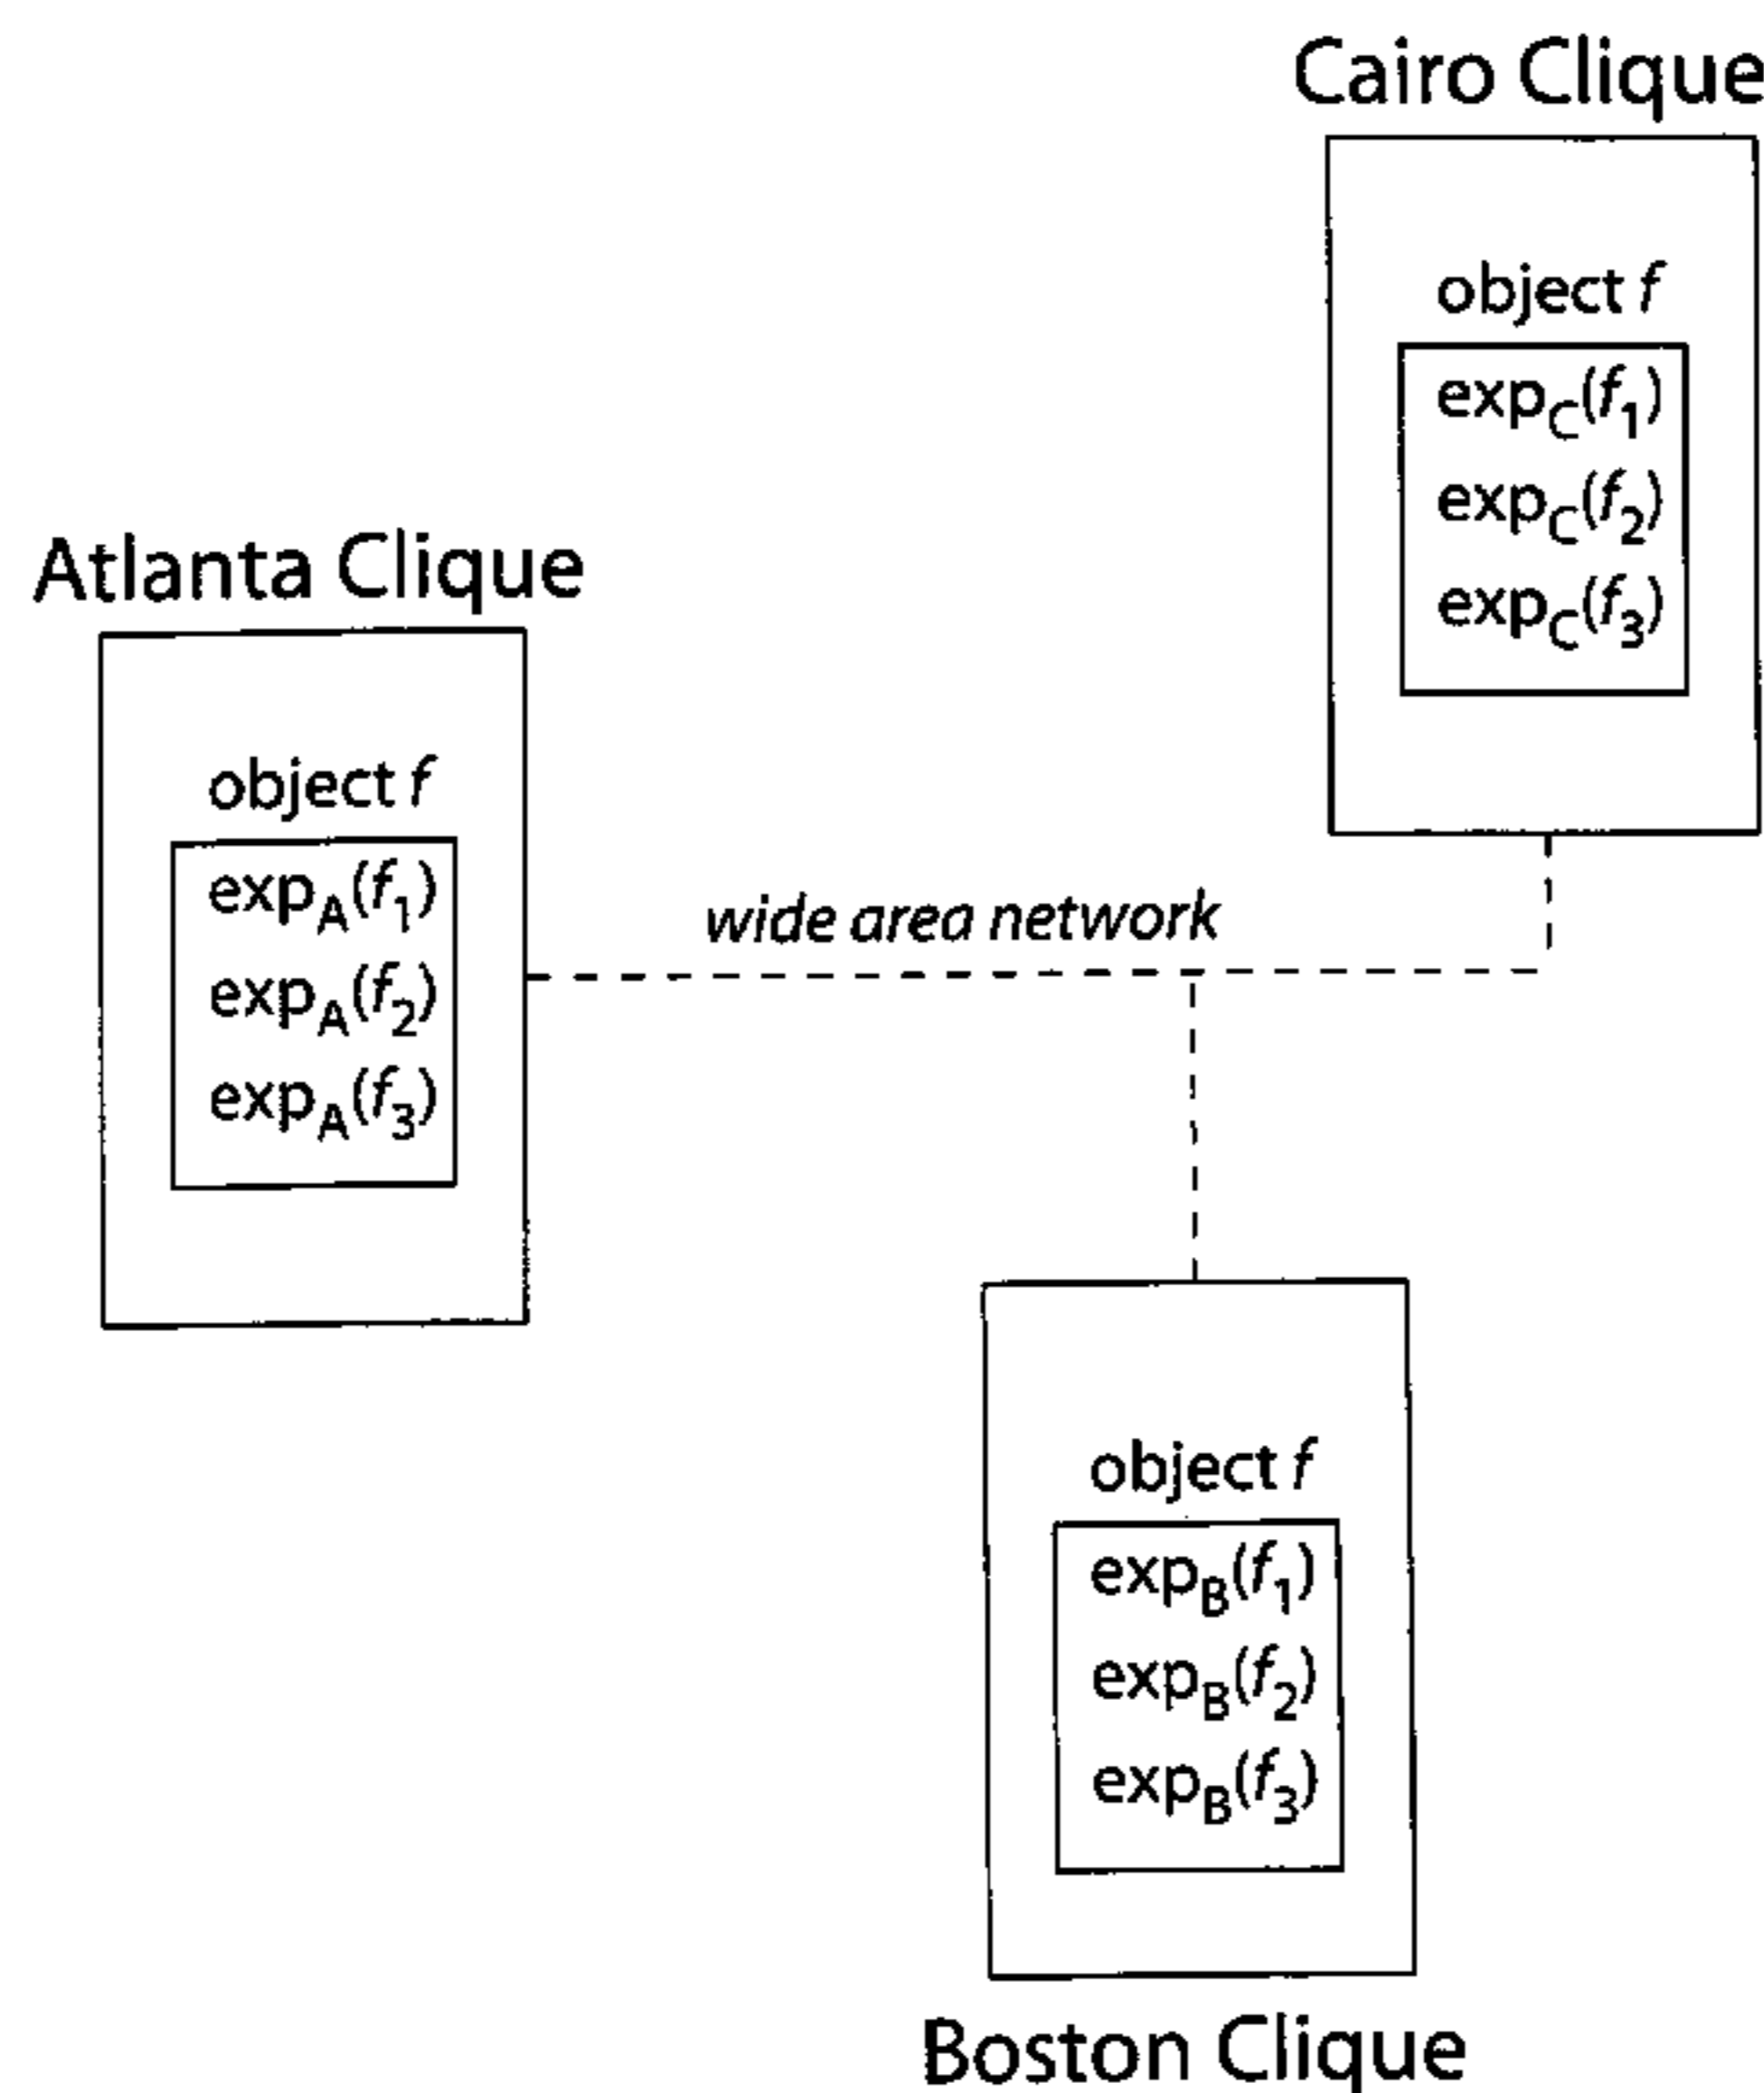 Cairo Clique
object f
exp_C(f_1)
exp_C(f_2)
exp_C(f_3)
Atlanta Clique
object f
exp_A(f_1)
exp_A(f_2)
exp_A(f_3)
wide area network
object f
exp_B(f_1)
exp_B(f_2)
exp_B(f_3)
Boston Clique